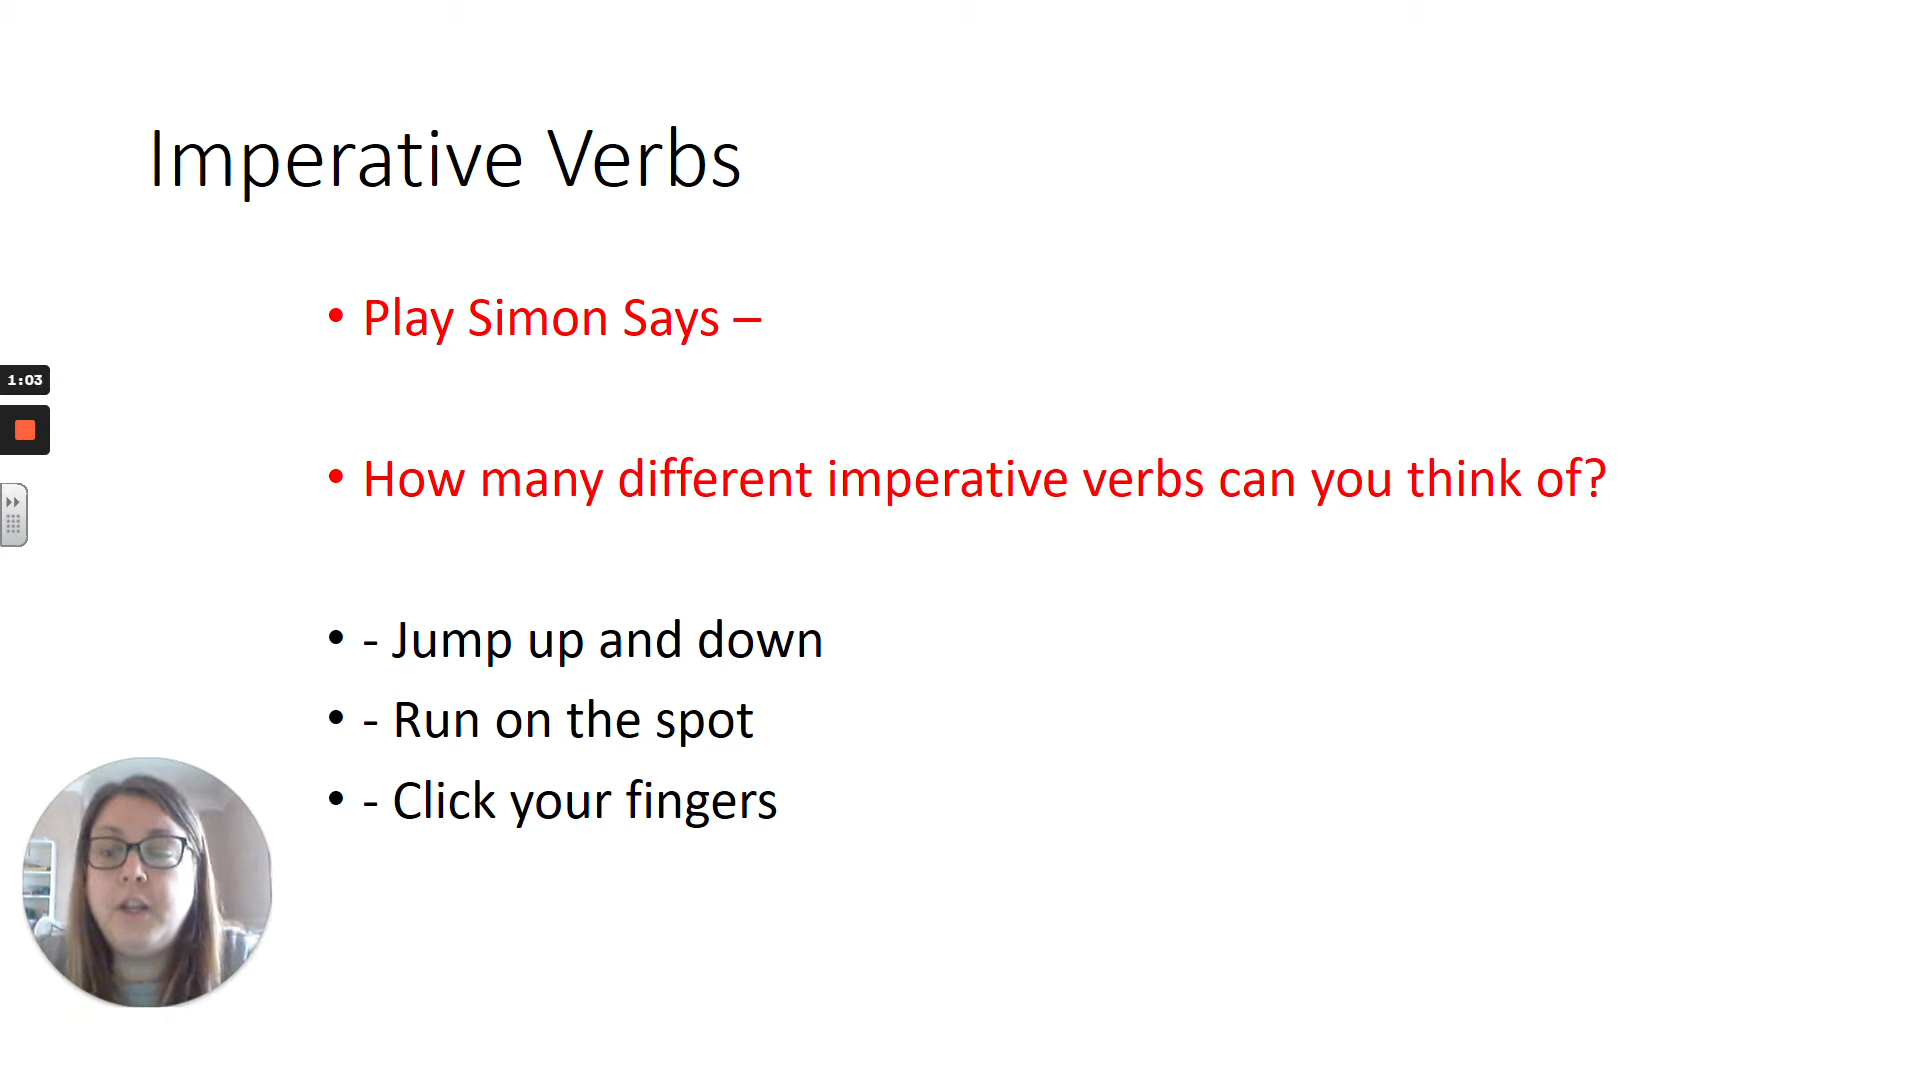 Imperative Verbs
• Play Simon Says –
1:03
• How many different imperative verbs can you think of?
• - Jump up and down
• - Run on the spot
• - Click your fingers